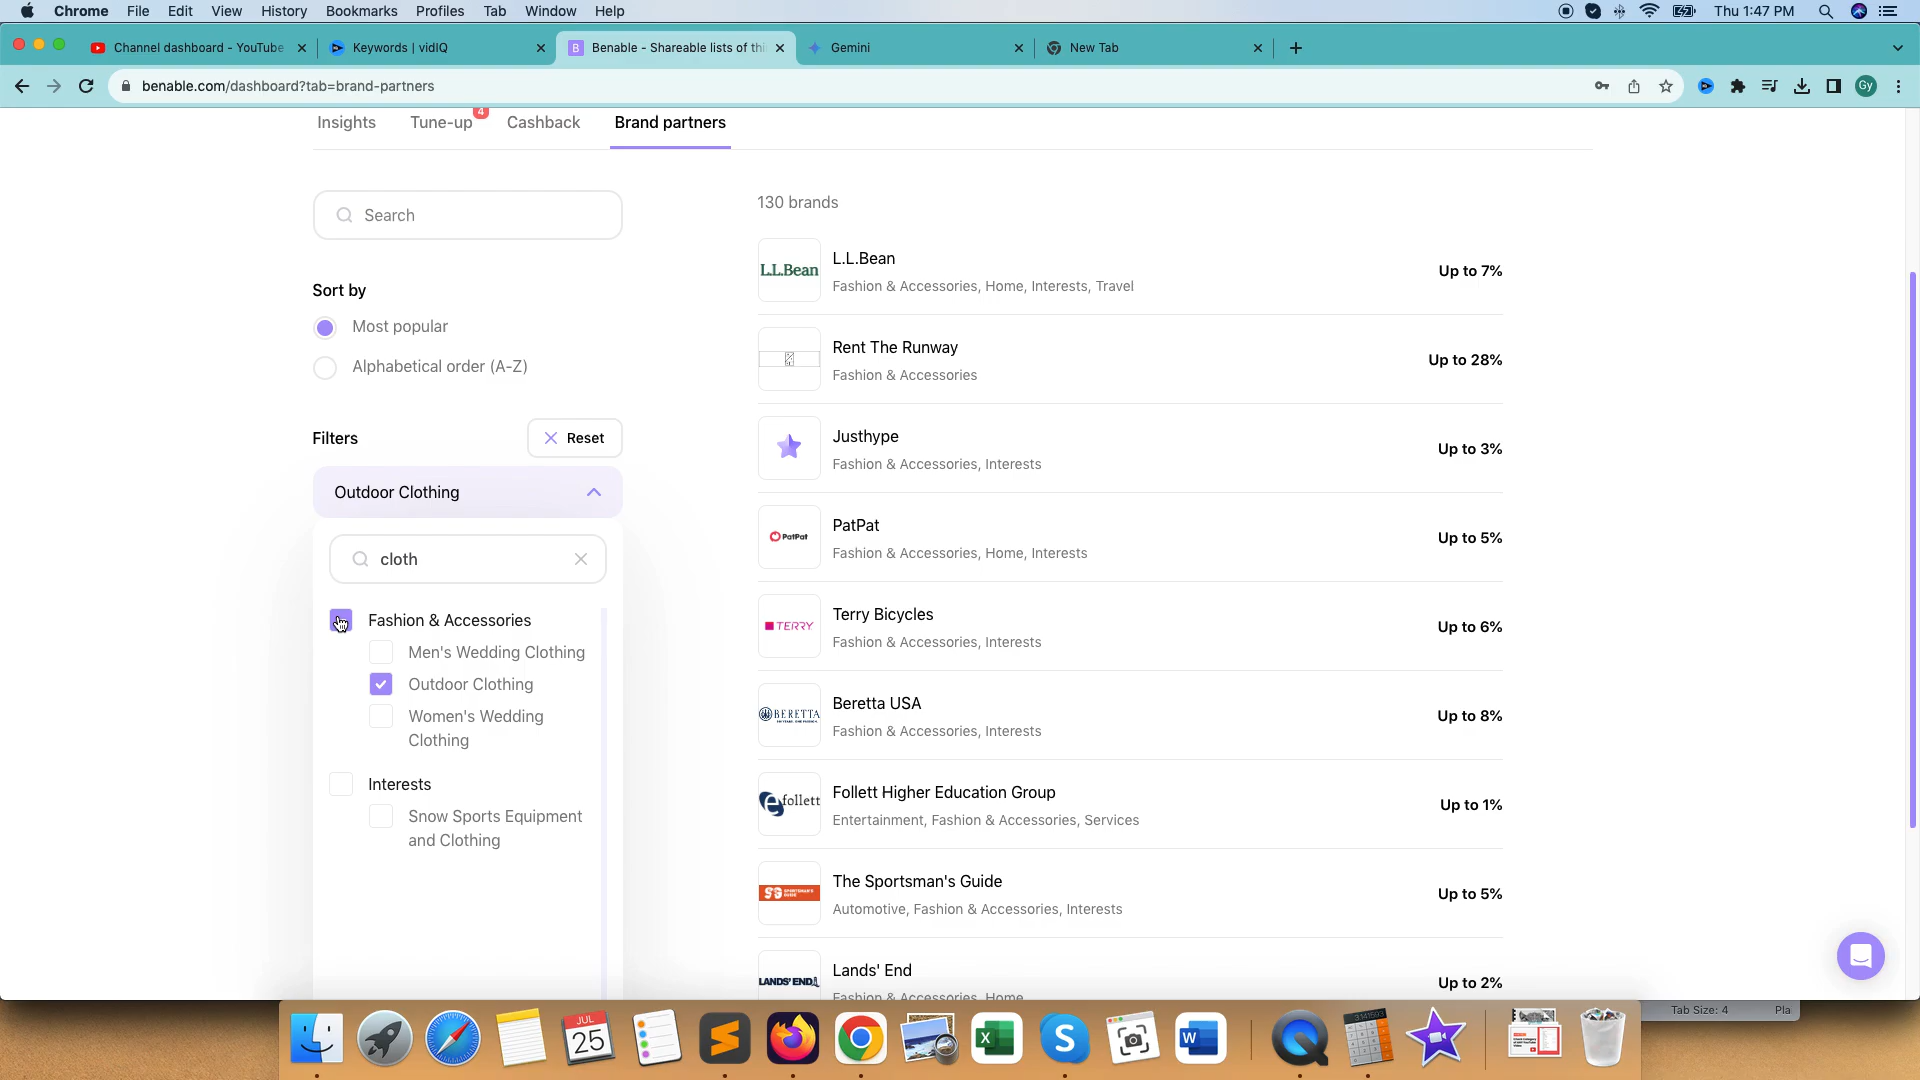 Chrome File Edit View History Bookmarks Profiles Tab Window Help Thu 1:47 PM
Channel dashboard - YouTube Keywords | vidIQ Benable - Shareable lists of thi Gemini New Tab
benable.com/dashboard?tab=brand-partners Gy
Insights Tune-up 4 Cashback Brand partners
Search
130 brands
Sort by
Most popular
Alphabetical order (A-Z)
Filters Reset
Outdoor Clothing
cloth
Fashion & Accessories
Men's Wedding Clothing
Outdoor Clothing
Women's Wedding
Clothing
Interests
Snow Sports Equipment
and Clothing
L.L.Bean L.L.Bean Up to 7%
Fashion & Accessories, Home, Interests, Travel
Rent The Runway Up to 28%
Fashion & Accessories
Justhype Up to 3%
Fashion & Accessories, Interests
PatPat PatPat Up to 5%
Fashion & Accessories, Home, Interests
TERRY Terry Bicycles Up to 6%
Fashion & Accessories, Interests
BERETTA Beretta USA Up to 8%
Fashion & Accessories, Interests
follett Follett Higher Education Group Up to 1%
Entertainment, Fashion & Accessories, Services
SPORTSMAN'S GUIDE The Sportsman's Guide Up to 5%
Automotive, Fashion & Accessories, Interests
LANDS' END Lands' End Up to 2%
Fashion & Accessories, Home
Tab Size: 4 Pla
JUL
25